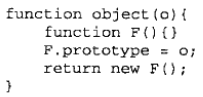 function object(o){
    function F(){}
    F.prototype = o;
    return new F();
}